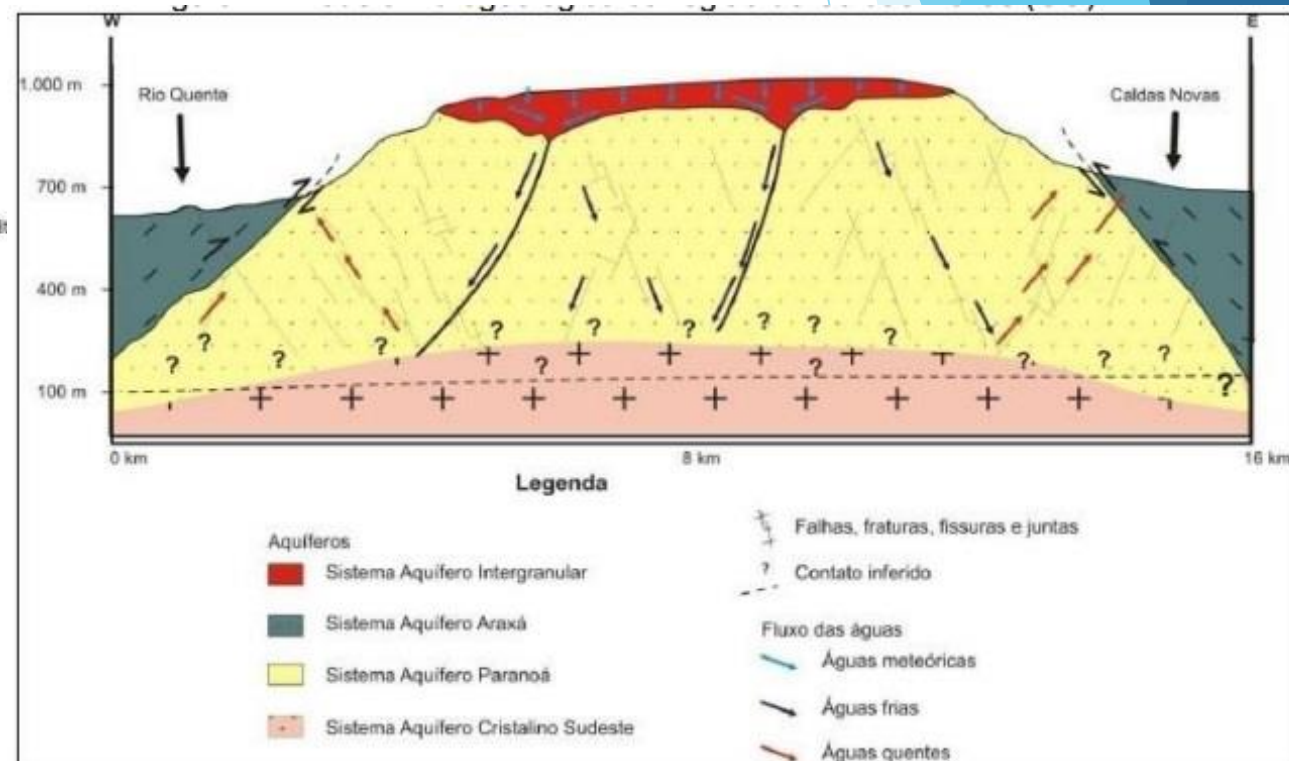 W
E
1.000 m
Rio Quente
Caldas Novas
700 m
400 m
100 m
? ? ? ? ? ? ? ? ? ? ? ? ? ? ? ?
0 km
8 km
16 km
Legenda
Aquíferos
Sistema Aquífero Intergranular
Sistema Aquífero Araxá
Sistema Aquífero Paranoá
Sistema Aquífero Cristalino Sudeste
Falhas, fraturas, fissuras e juntas
? Contato inferido
Fluxo das águas
Águas meteóricas
Águas frias
Águas quentes